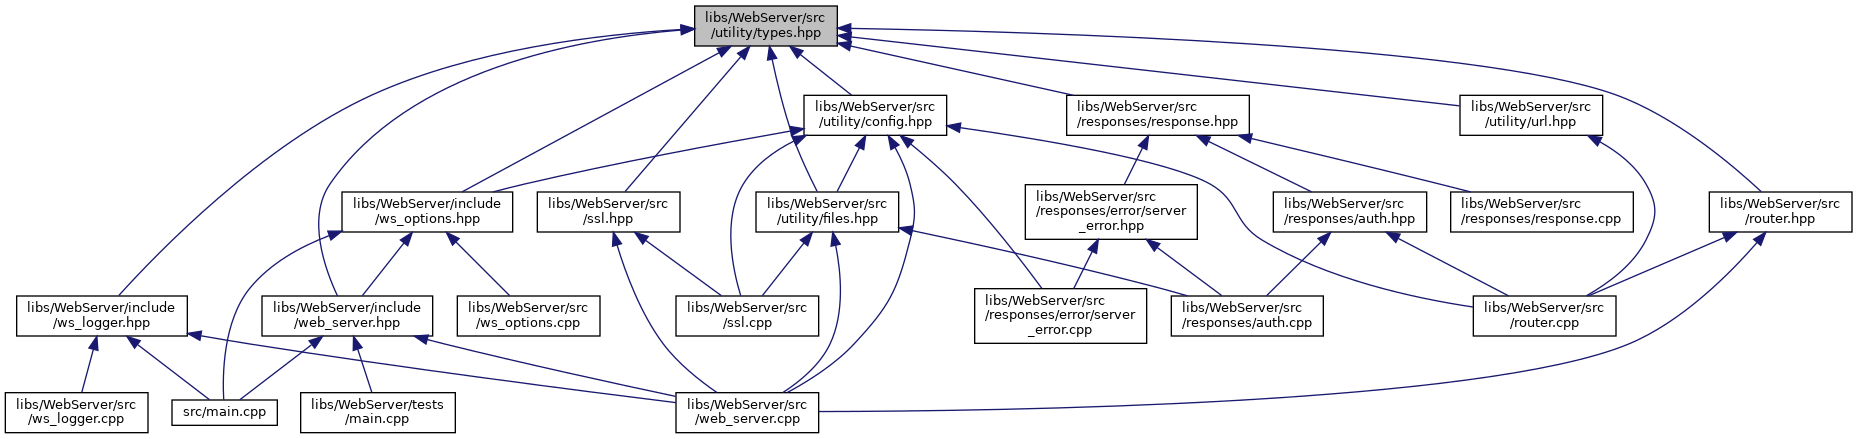 libs/WebServer/src
/utility/types.hpp
libs/WebServer/src
/utility/config.hpp
libs/WebServer/src
/responses/response.hpp
libs/WebServer/src
/utility/url.hpp
libs/WebServer/include
/ws_options.hpp
libs/WebServer/src
/ssl.hpp
libs/WebServer/src
/utility/files.hpp
libs/WebServer/src
/responses/error/server
_error.hpp
libs/WebServer/src
/responses/auth.hpp
libs/WebServer/src
/responses/response.cpp
libs/WebServer/src
/router.hpp
libs/WebServer/include
/ws_logger.hpp
libs/WebServer/include
/web_server.hpp
libs/WebServer/src
/ws_options.cpp
libs/WebServer/src
/ssl.cpp
libs/WebServer/src
/responses/error/server
_error.cpp
libs/WebServer/src
/responses/auth.cpp
libs/WebServer/src
/router.cpp
libs/WebServer/src
/ws_logger.cpp
src/main.cpp
libs/WebServer/tests
/main.cpp
libs/WebServer/src
/web_server.cpp